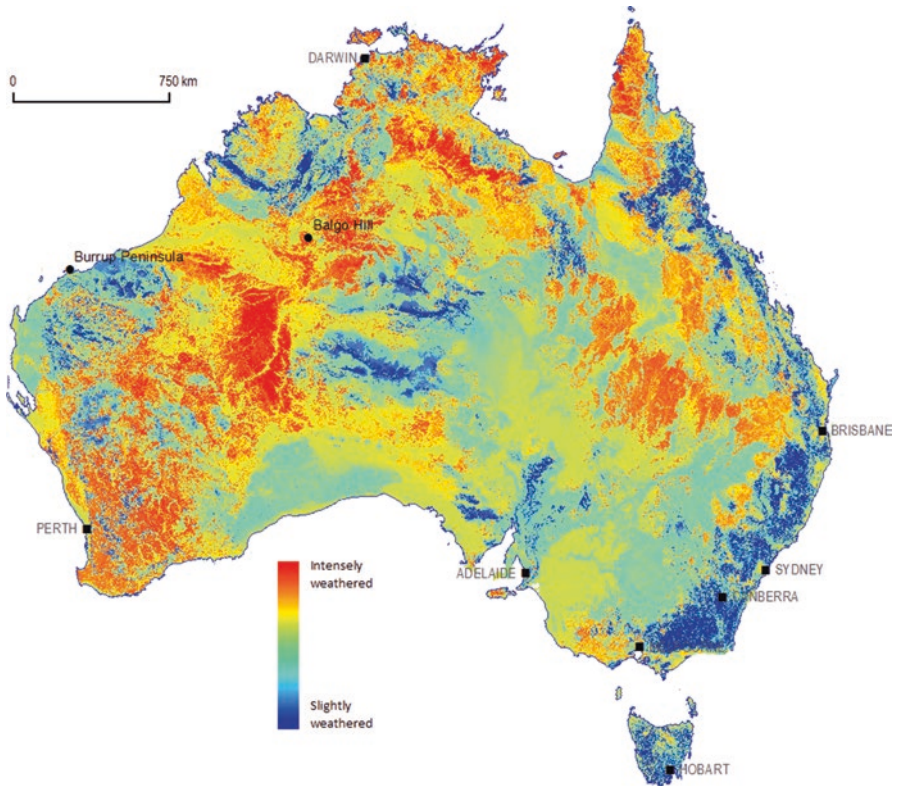 DARWIN
0 750 km
Balgo Hill
Burrup Peninsula
BRISBANE
PERTH
Intensely
weathered
ADELAIDE
SYDNEY
CANBERRA
Slightly
weathered
HOBART